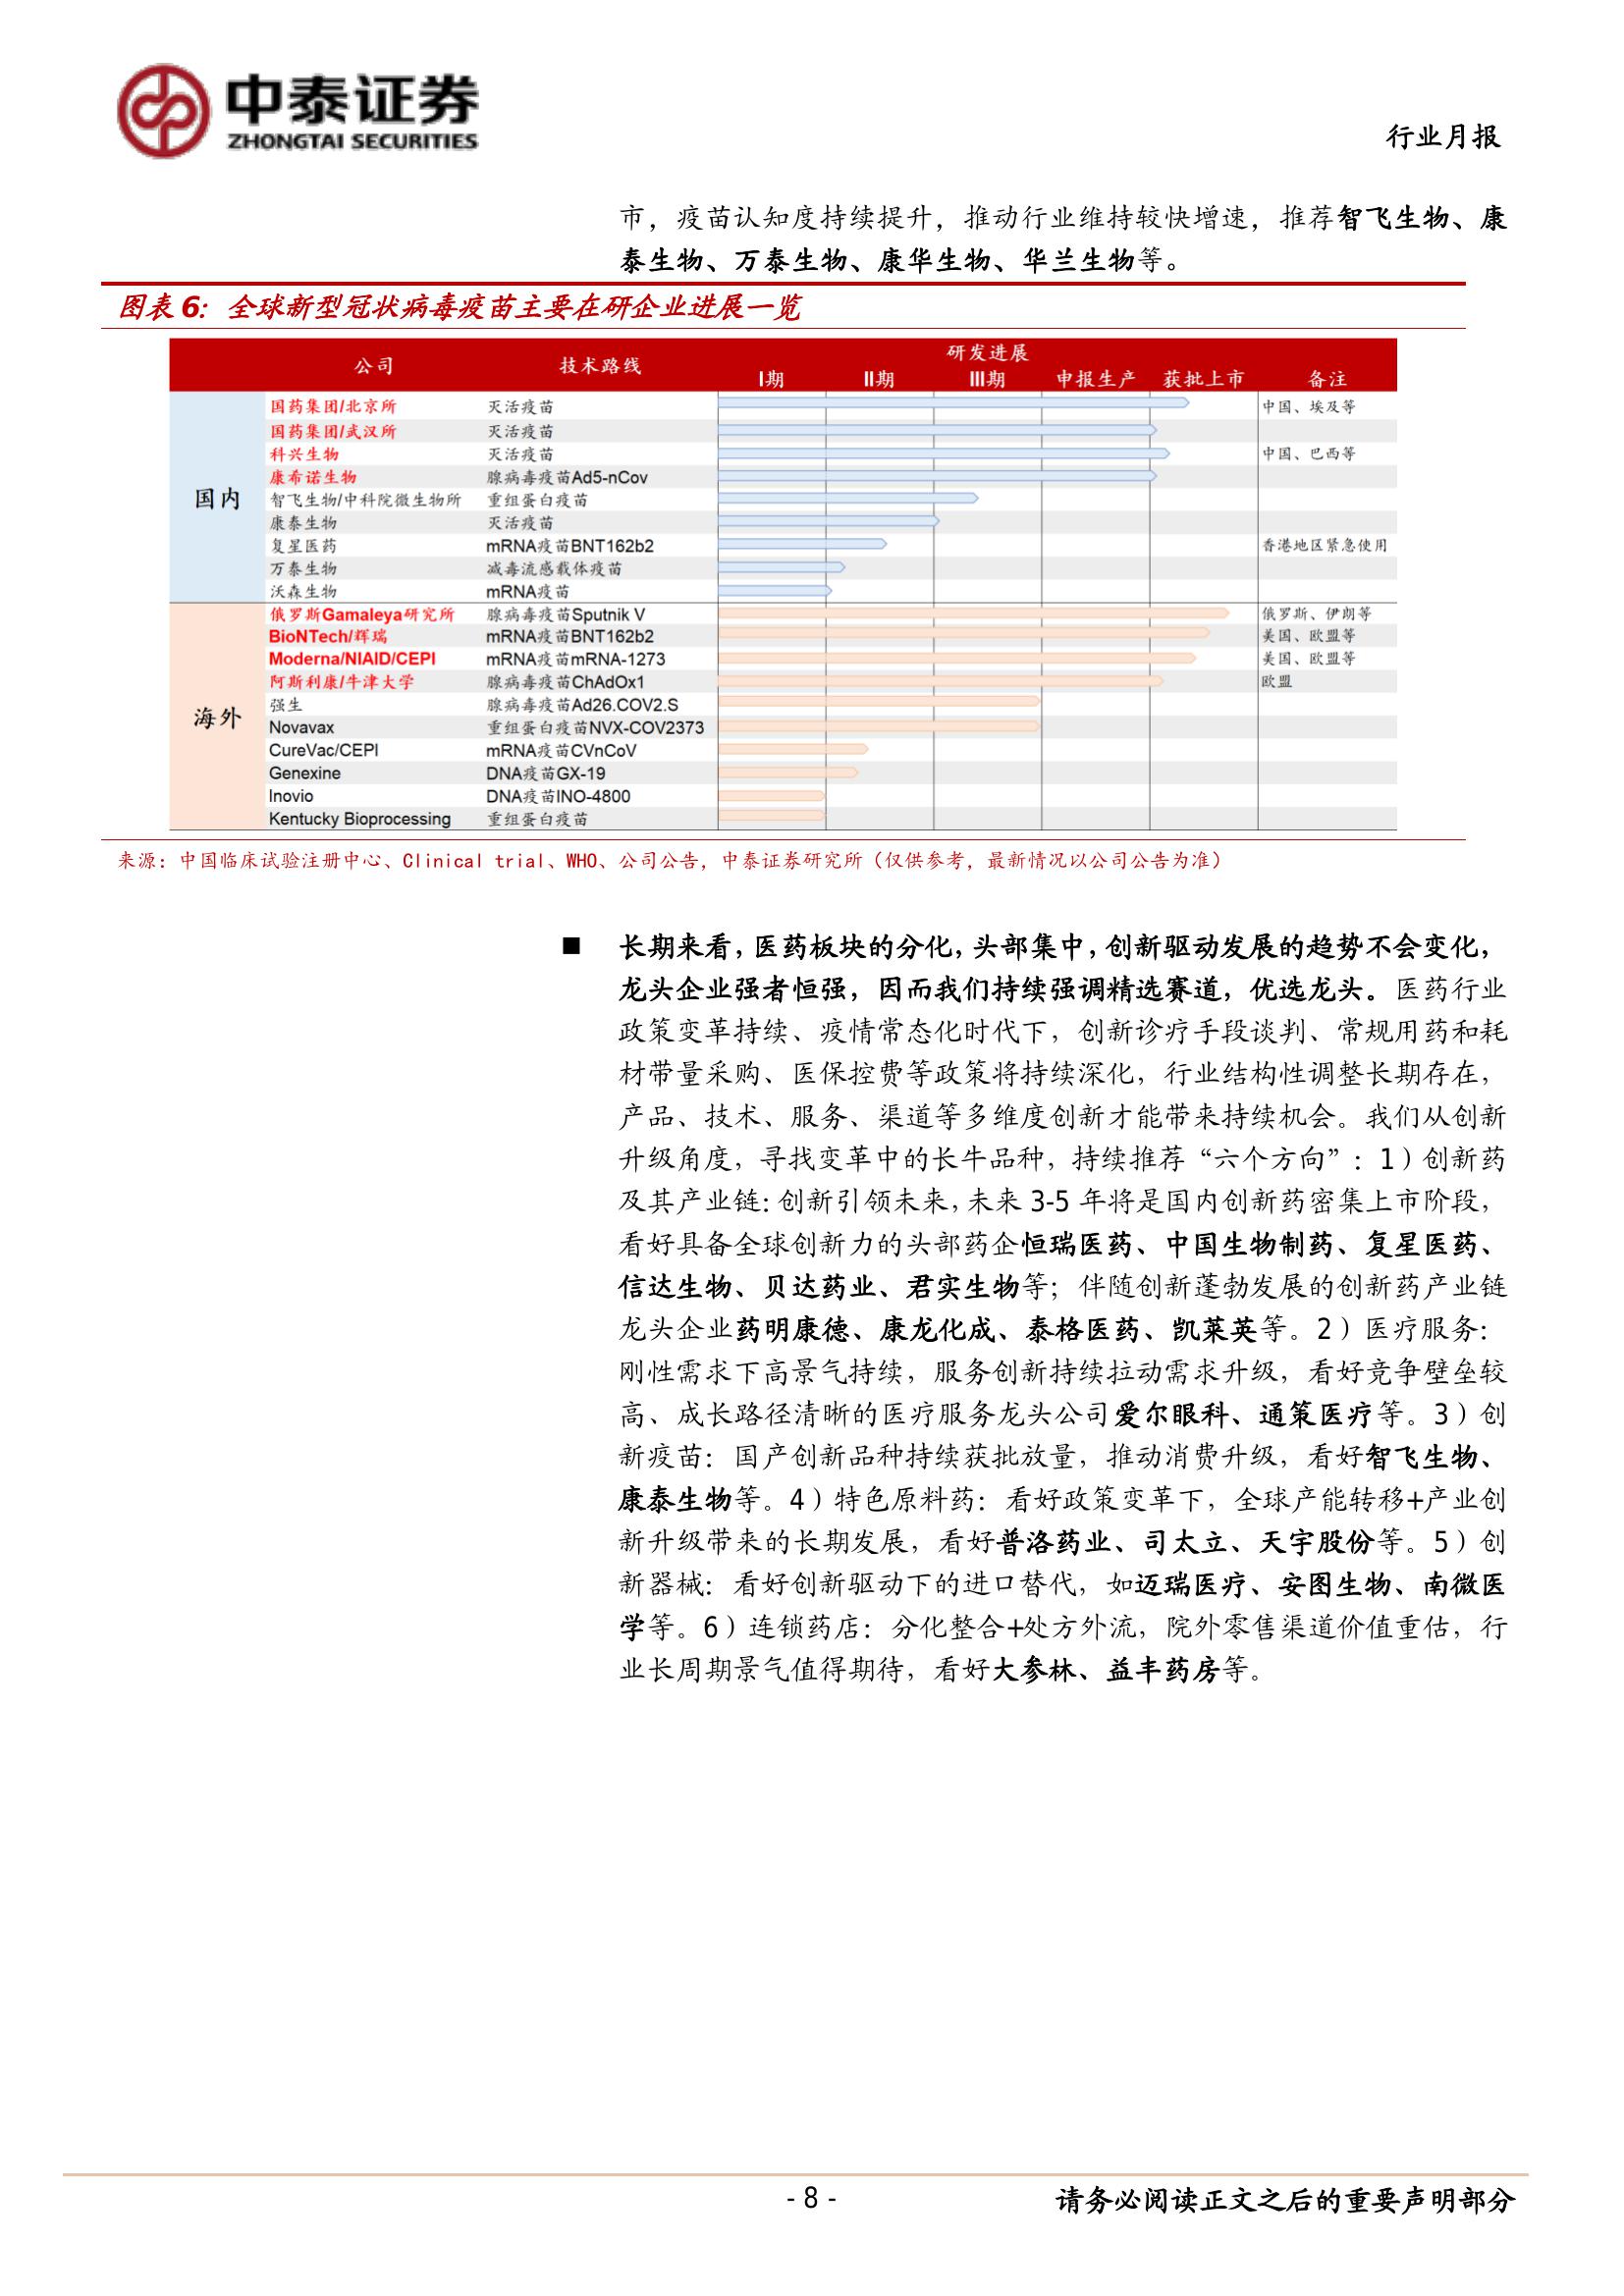 中泰证券
ZHONGTAI SECURITIES
行业月报
市，疫苗认知度持续提升，推动行业维持较快增速，推荐智飞生物、康
泰生物、万泰生物、康华生物、华兰生物等。
图表 6：全球新型冠状病毒疫苗主要在研企业进展一览
公司 技术路线 研发进展
I期 II期 III期 申报生产 获批上市 备注
国内
国药集团/北京所 灭活疫苗 中国、埃及等
国药集团/武汉所 灭活疫苗
科兴生物 灭活疫苗 中国、巴西等
康希诺生物 腺病毒疫苗Ad5-nCov
智飞生物/中科院微生物所 重组蛋白疫苗
康泰生物 灭活疫苗
复星医药 mRNA疫苗BNT162b2 香港地区紧急使用
万泰生物 减毒流感载体疫苗
沃森生物 mRNA疫苗
海外
俄罗斯Gamaleya研究所 腺病毒疫苗Sputnik V 俄罗斯、伊朗等
BioNTech/辉瑞 mRNA疫苗BNT162b2 美国、欧盟等
Moderna/NIAID/CEPI mRNA疫苗mRNA-1273 美国、欧盟等
阿斯利康/牛津大学 腺病毒疫苗ChAdOx1 欧盟
强生 腺病毒疫苗Ad26.COV2.S
Novavax 重组蛋白疫苗NVX-COV2373
CureVac/CEPI mRNA疫苗CVnCoV
Genexine DNA疫苗GX-19
Inovio DNA疫苗INO-4800
Kentucky Bioprocessing 重组蛋白疫苗
来源：中国临床试验注册中心、Clinical trial、WHO、公司公告，中泰证券研究所（仅供参考，最新情况以公司公告为准）
■ 长期来看，医药板块的分化，头部集中，创新驱动发展的趋势不会变化，
龙头企业强者恒强，因而我们持续强调精选赛道，优选龙头。医药行业
政策变革持续、疫情常态化时代下，创新诊疗手段谈判、常规用药和耗
材带量采购、医保控费等政策将持续深化，行业结构性调整长期存在，
产品、技术、服务、渠道等多维度创新才能带来持续机会。我们从创新
升级角度，寻找变革中的长牛品种，持续推荐“六个方向”：1）创新药
及其产业链：创新引领未来，未来 3-5 年将是国内创新药密集上市阶段，
看好具备全球创新力的头部药企恒瑞医药、中国生物制药、复星医药、
信达生物、贝达药业、君实生物等；伴随创新蓬勃发展的创新药产业链
龙头企业药明康德、康龙化成、泰格医药、凯莱英等。2）医疗服务：
刚性需求下高景气持续，服务创新持续拉动需求升级，看好竞争壁垒较
高、成长路径清晰的医疗服务龙头公司爱尔眼科、通策医疗等。3）创
新疫苗：国产创新品种持续获批放量，推动消费升级，看好智飞生物、
康泰生物等。4）特色原料药：看好政策变革下，全球产能转移+产业创
新升级带来的长期发展，看好普洛药业、司太立、天宇股份等。5）创
新器械：看好创新驱动下的进口替代，如迈瑞医疗、安图生物、南微医
学等。6）连锁药店：分化整合+处方外流，院外零售渠道价值重估，行
业长周期景气值得期待，看好大参林、益丰药房等。
- 8 -
请务必阅读正文之后的重要声明部分